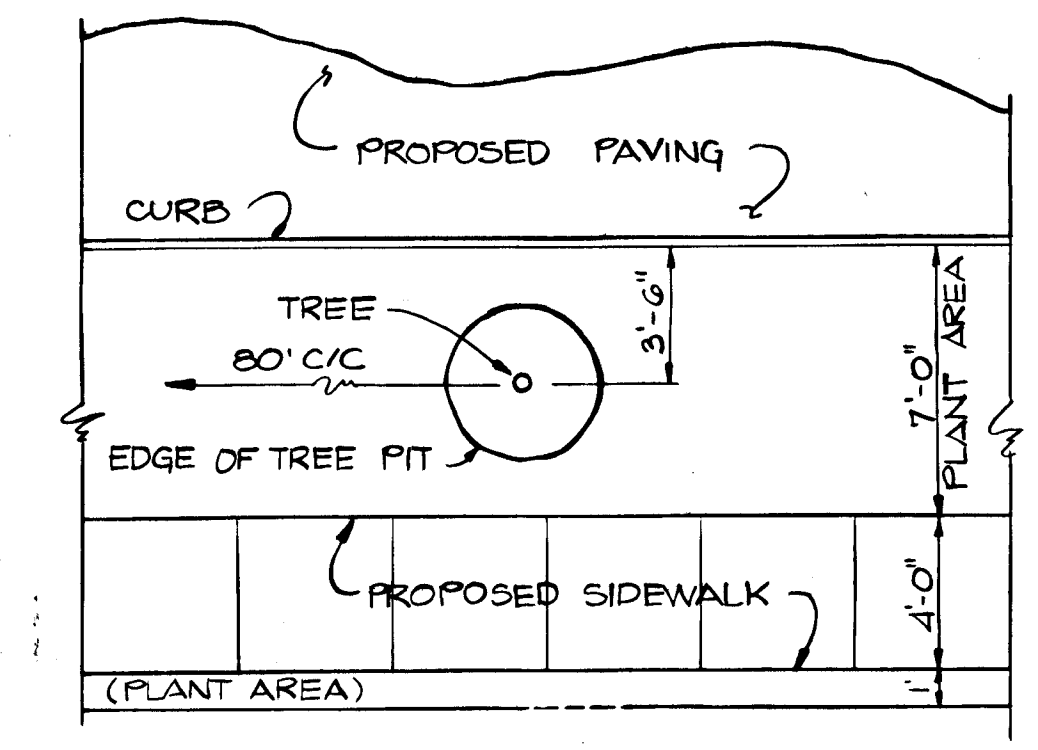 PROPOSED PAVING
CURB
TREE
3'-6"
80' C/C
7'-0"
PLANT AREA
EDGE OF TREE PIT
PROPOSED SIDEWALK
4'-0"
(PLANT AREA)
1'